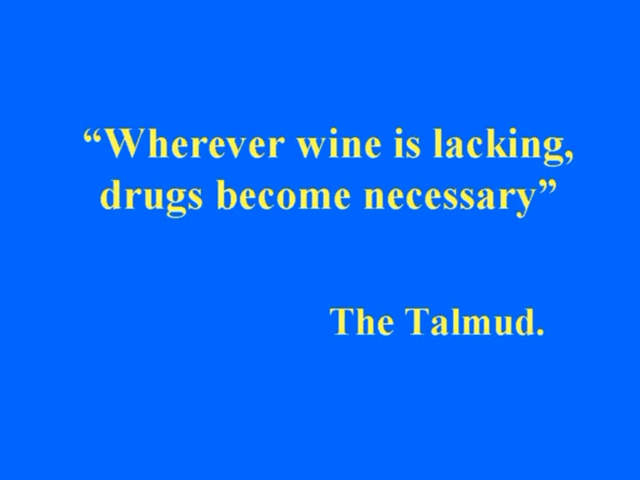 “Wherever wine is lacking,
drugs become necessary”
The Talmud.